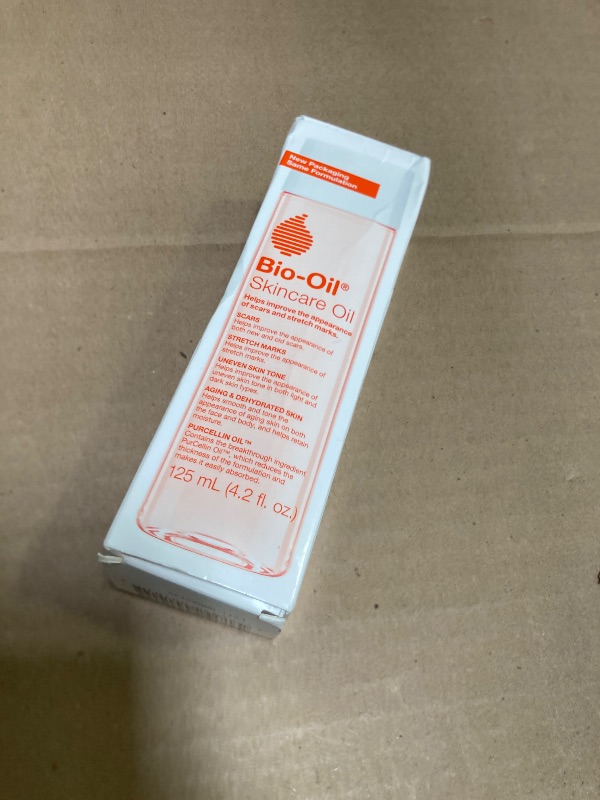 New Packaging
Same Formulation
Bio-Oil®
Skincare Oil
Helps improve the appearance
of scars and stretch marks.
SCARS
Helps improve the appearance of
both new and old scars.
STRETCH MARKS
Helps improve the appearance of
stretch marks.
UNEVEN SKIN TONE
Helps improve the appearance of
uneven skin tone in both light and
dark skin types.
AGING & DEHYDRATED SKIN
Helps smooth and tone the
appearance of aging skin on both
the face and body, and helps retain
moisture.
PURCELLIN OIL™
Contains the breakthrough ingredient
PurCellin Oil™, which reduces the
thickness of the formulation and
makes it easily absorbed.
125 mL (4.2 fl. oz.)